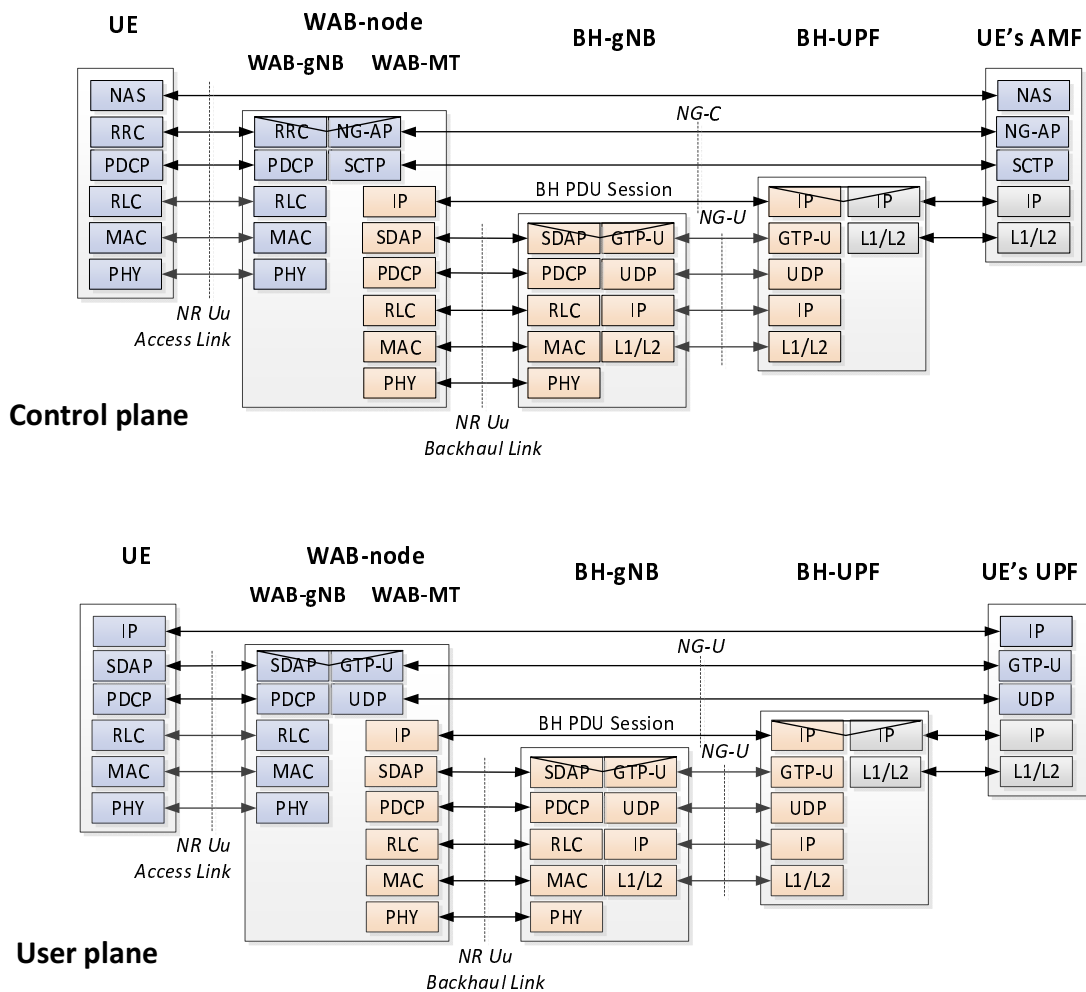 UE
WAB-node
BH-gNB
BH-UPF
UE's AMF
WAB-gNB WAB-MT
NAS NAS
NG-C
RRC RRC NG-AP NG-AP
PDCP PDCP SCTP SCTP
BH PDU Session
RLC RLC IP IP IP IP
NG-U
MAC MAC SDAP SDAP GTP-U GTP-U L1/L2 L1/L2
PHY PHY PDCP PDCP UDP UDP
NR Uu
Access Link
RLC RLC IP IP
MAC MAC L1/L2 L1/L2
PHY PHY
Control plane
NR Uu
Backhaul Link
UE
WAB-node
BH-gNB
BH-UPF
UE's UPF
WAB-gNB WAB-MT
IP IP
NG-U
SDAP SDAP GTP-U GTP-U
PDCP PDCP UDP UDP
BH PDU Session
RLC RLC IP IP IP IP
NG-U
MAC MAC SDAP SDAP GTP-U GTP-U L1/L2 L1/L2
PHY PHY PDCP PDCP UDP UDP
NR Uu
Access Link
RLC RLC IP IP
MAC MAC L1/L2 L1/L2
PHY PHY
User plane
NR Uu
Backhaul Link